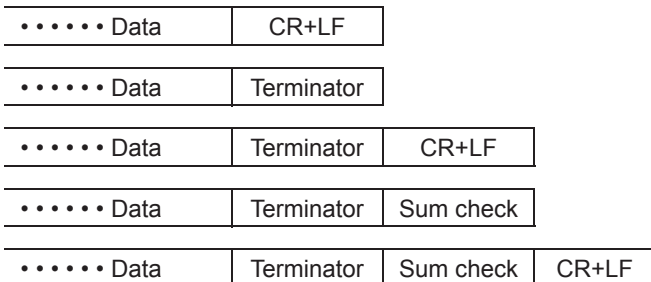 •••••• Data CR+LF
•••••• Data Terminator
•••••• Data Terminator CR+LF
•••••• Data Terminator Sum check
•••••• Data Terminator Sum check CR+LF